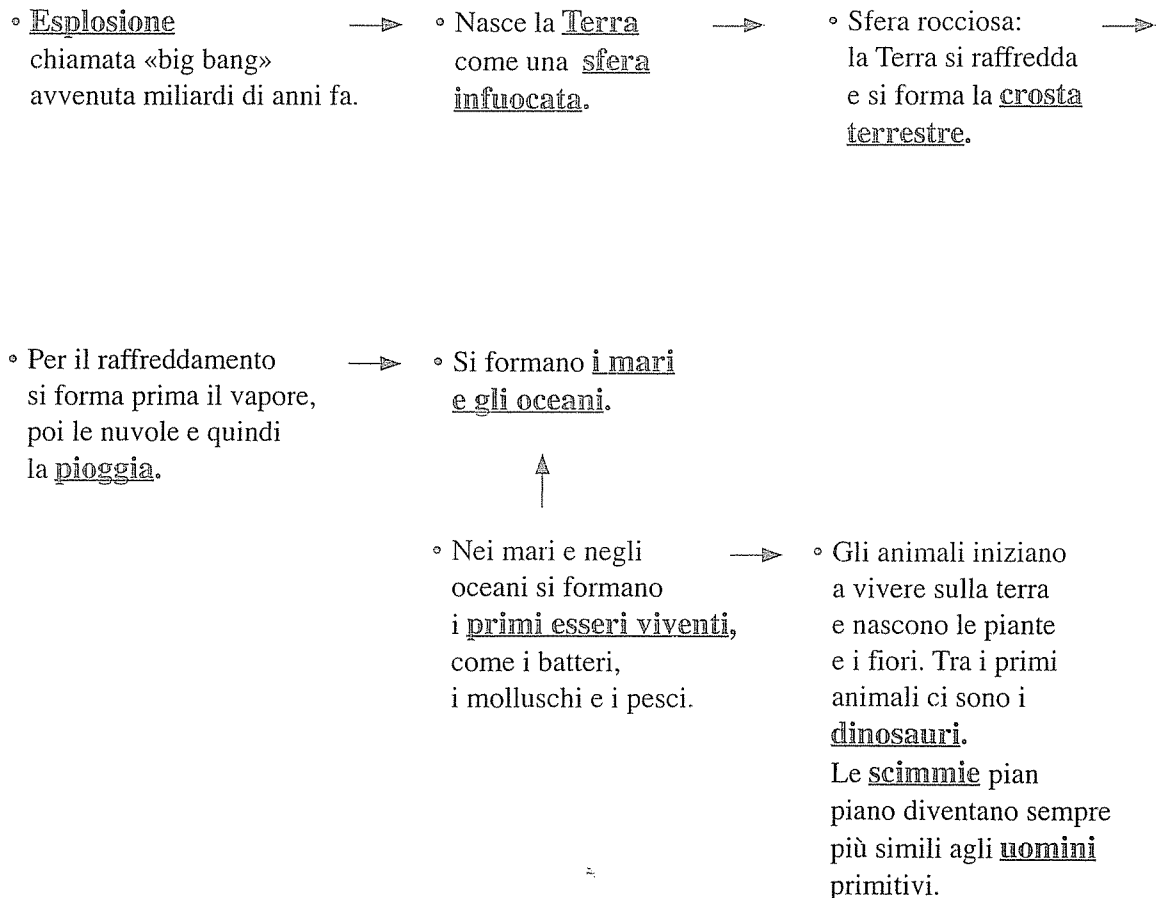 • Esplosione
chiamata «big bang»
avvenuta miliardi di anni fa.
• Nasce la Terra
come una sfera
infuocata.
• Sfera rocciosa:
la Terra si raffredda
e si forma la crosta
terrestre.
• Per il raffreddamento
si forma prima il vapore,
poi le nuvole e quindi
la pioggia.
• Si formano i mari
e gli oceani.
• Nei mari e negli
oceani si formano
i primi esseri viventi,
come i batteri,
i molluschi e i pesci.
• Gli animali iniziano
a vivere sulla terra
e nascono le piante
e i fiori. Tra i primi
animali ci sono i
dinosauri.
Le scimmie pian
piano diventano sempre
più simili agli uomini
primitivi.